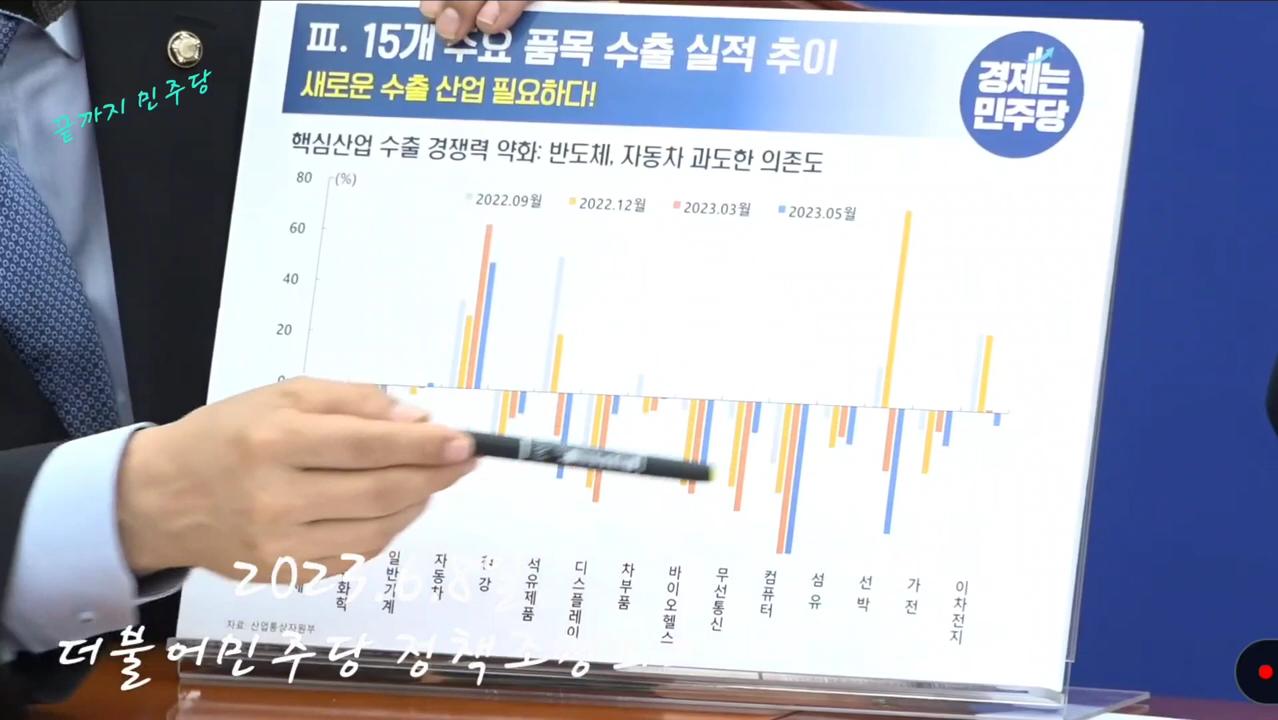 끝까지 민주당
Ⅲ. 15개 주요 품목 수출 실적 추이
새로운 수출 산업 필요하다!
경제는
민주당
핵심산업 수출 경쟁력 약화: 반도체, 자동차 과도한 의존도
(%)
2022.09월 2022.12월 2023.03월 2023.05월
80
60
40
20
0
일반기계
자동차
강
석유제품
디스플레이
차부품
바이오헬스
무선통신
컴퓨터
섬유
선박
가전
이차전지
자료: 산업통상자원부
2023.6.8
더불어민주당 정책조정